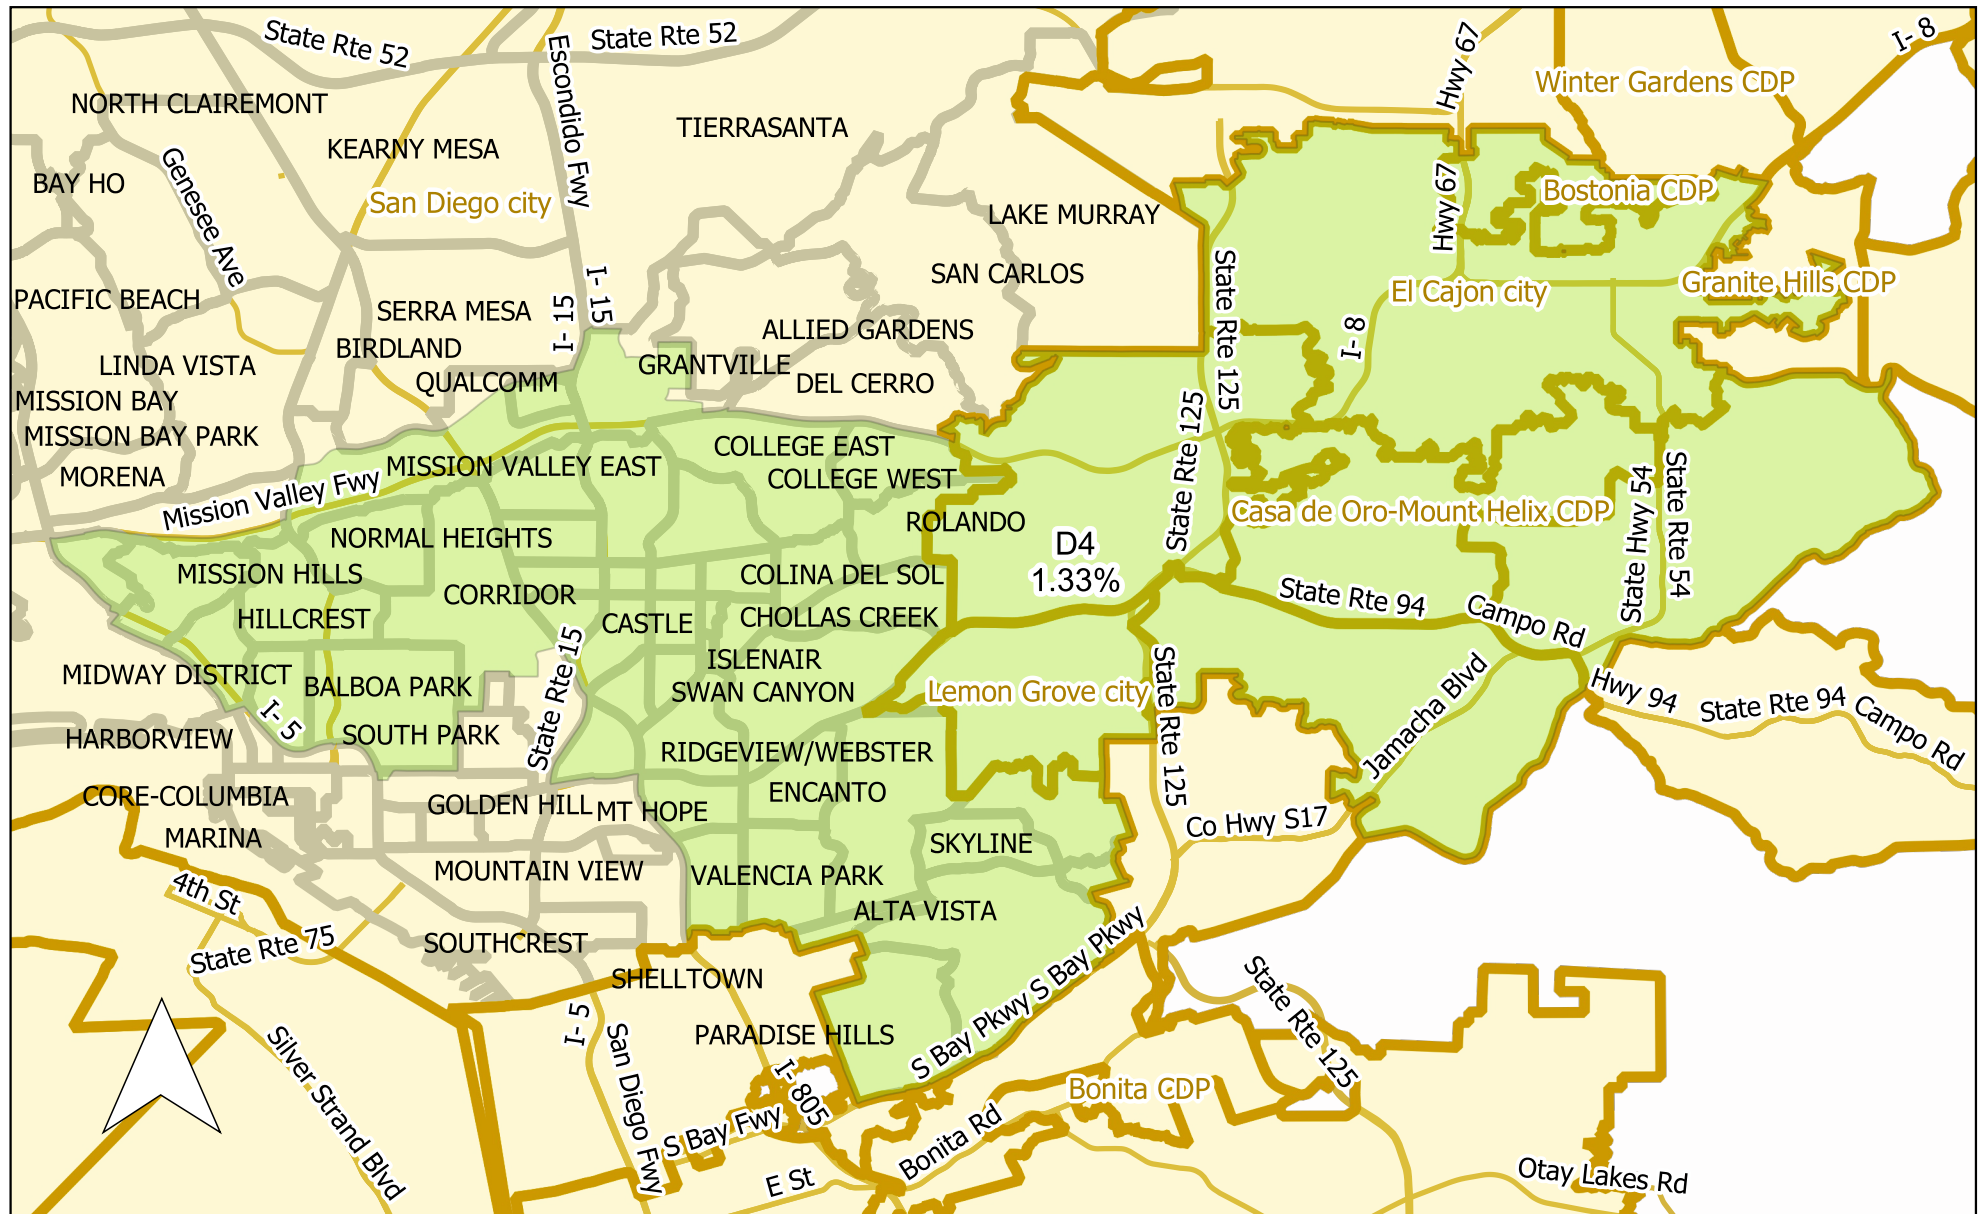 State Rte 52
State Rte 52
Escondido Fwy
Hwy 67
I- 8
Winter Gardens CDP
NORTH CLAIREMONT
KEARNY MESA
TIERRASANTA
BAY HO
Genesee Ave
San Diego city
LAKE MURRAY
Hwy 67
Bostonia CDP
SAN CARLOS
State Rte 125
El Cajon city
Granite Hills CDP
PACIFIC BEACH
SERRA MESA
I- 15
I- 15
ALLIED GARDENS
I- 8
BIRDLAND
GRANTVILLE
LINDA VISTA
QUALCOMM
DEL CERRO
MISSION BAY
MISSION BAY PARK
MORENA
Mission Valley Fwy
MISSION VALLEY EAST
COLLEGE EAST
COLLEGE WEST
State Rte 125
ROLANDO
Casa de Oro-Mount Helix CDP
State Hwy 54
State Rte 54
NORMAL HEIGHTS
D4
1.33%
MISSION HILLS
CORRIDOR
COLINA DEL SOL
HILLCREST
CASTLE
CHOLLAS CREEK
State Rte 94
Campo Rd
MIDWAY DISTRICT
BALBOA PARK
State Rte 15
ISLENAIR
SWAN CANYON
Lemon Grove city
State Rte 125
Jamacha Blvd
Hwy 94
State Rte 94
Campo Rd
I- 5
HARBORVIEW
SOUTH PARK
RIDGEVIEW/WEBSTER
ENCANTO
CORE-COLUMBIA
GOLDEN HILL
MT HOPE
Co Hwy S17
MARINA
SKYLINE
MOUNTAIN VIEW
VALENCIA PARK
4th St
ALTA VISTA
State Rte 75
SOUTHCREST
SHELLTOWN
S Bay Pkwy
S Bay Pkwy
State Rte 125
I- 5
PARADISE HILLS
Silver Strand Blvd
San Diego Fwy
I- 805
Bonita CDP
S Bay Fwy
Bonita Rd
E St
Otay Lakes Rd